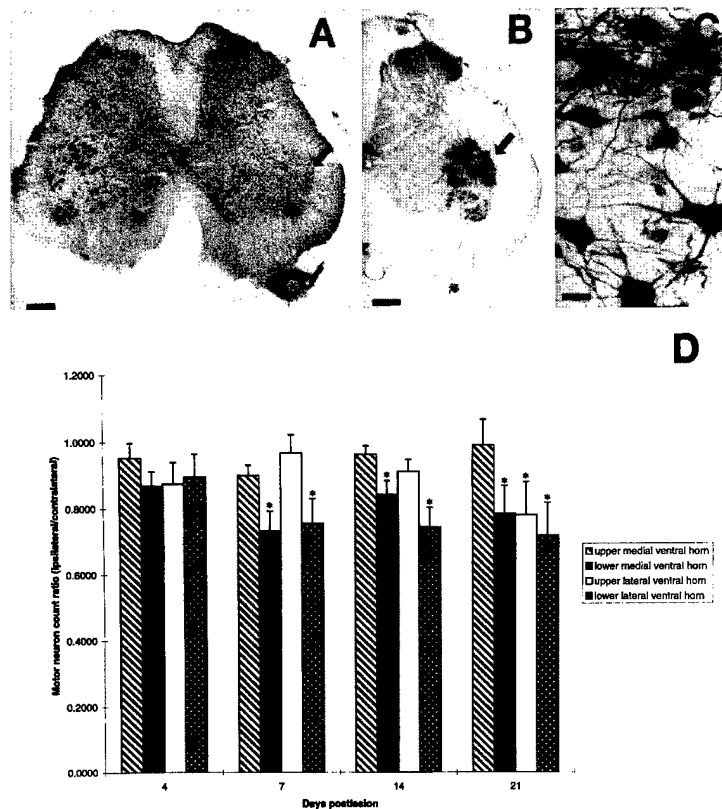 A
B
C
D
Motor neuron count ratio (ipsilateral/contralateral)
1.2000
1.0000
0.8000
0.6000
0.4000
0.2000
0.0000
* *
* *
* * *
4 7 14 21
Days postlesion
upper medial ventral horn
lower medial ventral horn
upper lateral ventral horn
lower lateral ventral horn